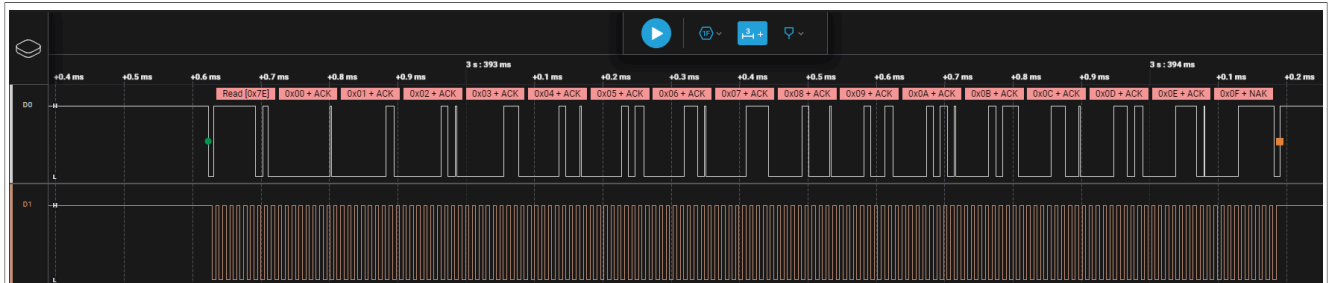 1F
3 +
3 s : 393 ms
3 s : 394 ms
+0.4 ms +0.5 ms +0.6 ms +0.7 ms +0.8 ms +0.9 ms +0.1 ms +0.2 ms +0.3 ms +0.4 ms +0.5 ms +0.6 ms +0.7 ms +0.8 ms +0.9 ms +0.1 ms +0.2 ms
Read [0x7E] 0x00 + ACK 0x01 + ACK 0x02 + ACK 0x03 + ACK 0x04 + ACK 0x05 + ACK 0x06 + ACK 0x07 + ACK 0x08 + ACK 0x09 + ACK 0x0A + ACK 0x0B + ACK 0x0C + ACK 0x0D + ACK 0x0E + ACK 0x0F + NAK
D0 H
L
D1 H
L